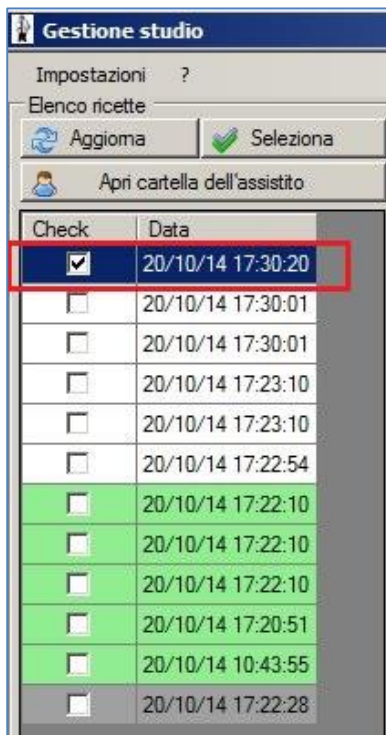 Gestione studio
Impostazioni ?
Elenco ricette
Aggiorna Seleziona
Apri cartella dell'assistito
Check Data
20/10/14 17:30:20
20/10/14 17:30:01
20/10/14 17:30:01
20/10/14 17:23:10
20/10/14 17:23:10
20/10/14 17:22:54
20/10/14 17:22:10
20/10/14 17:22:10
20/10/14 17:22:10
20/10/14 17:20:51
20/10/14 10:43:55
20/10/14 17:22:28